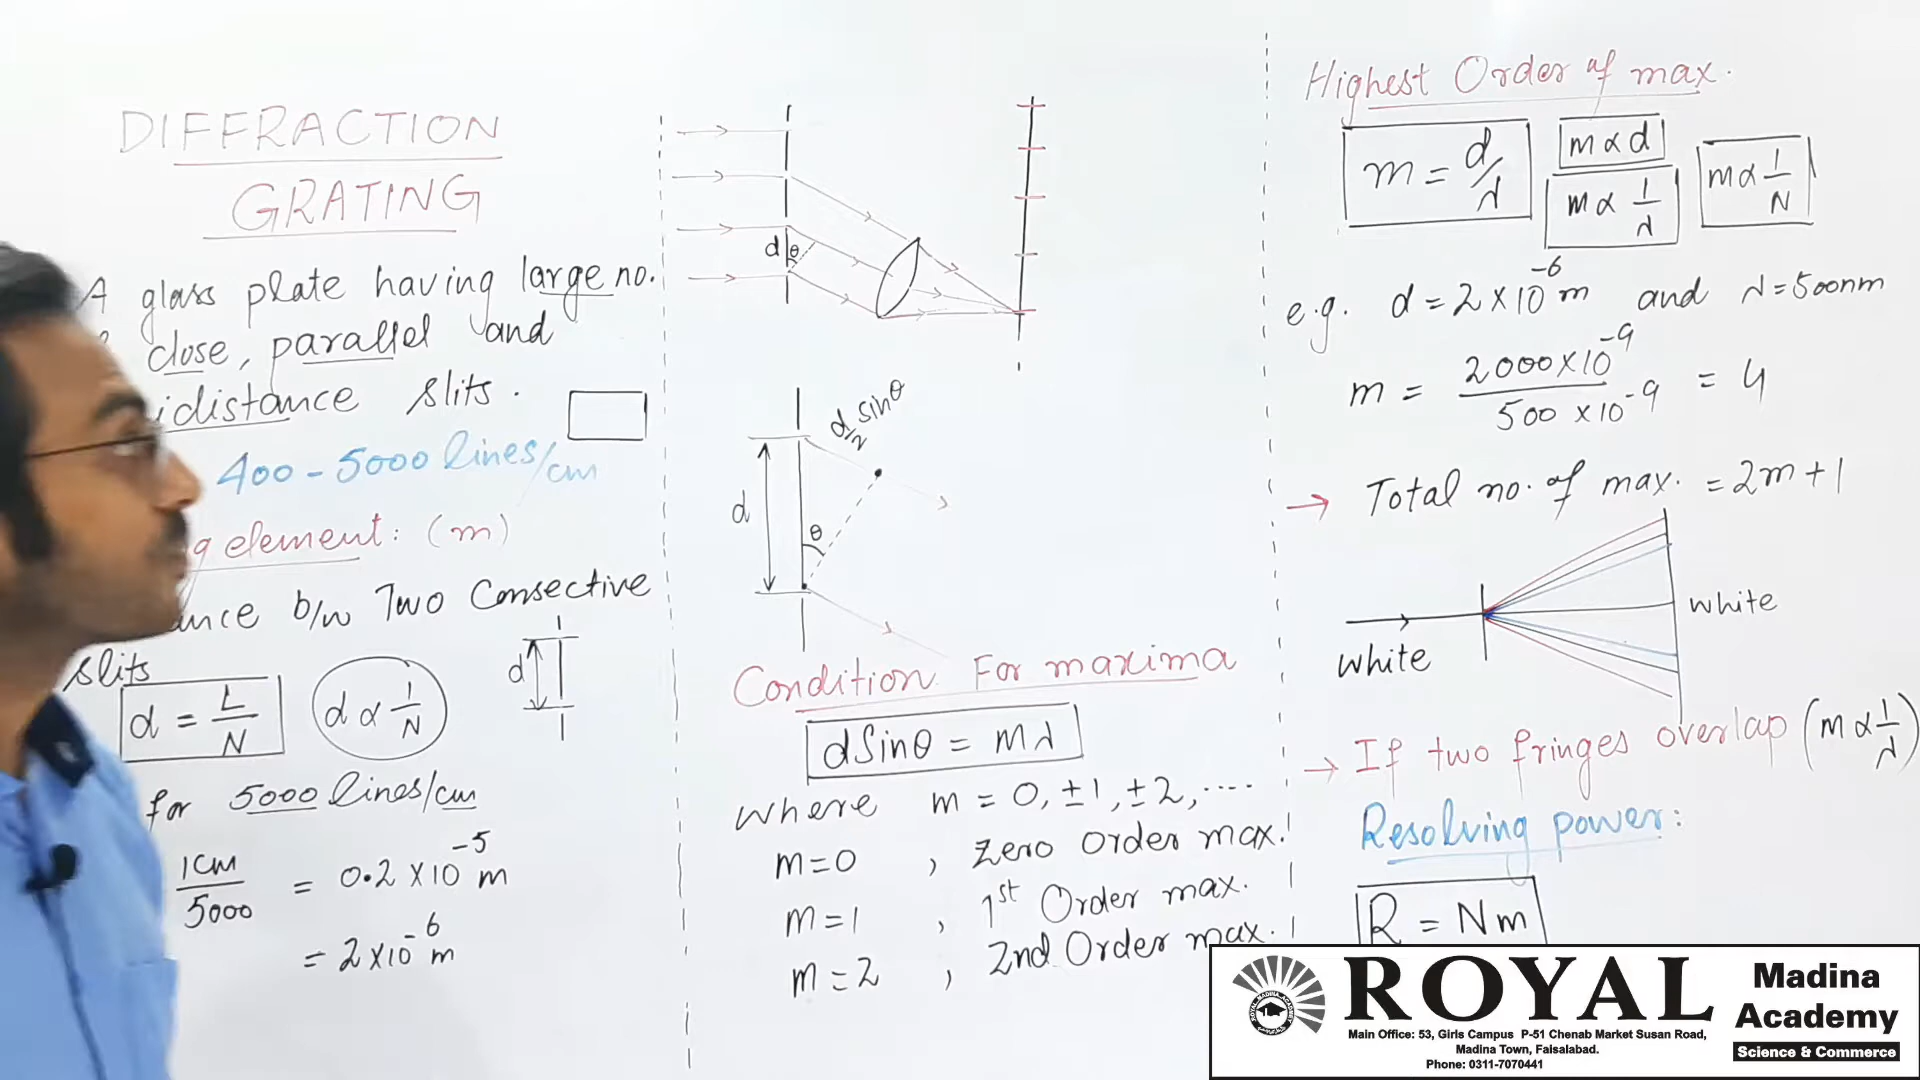 DIFFRACTION
GRATING
A glass plate having large no.
close, parallel and
idistance slits.
400 - 5000 lines/cm
g element: (m)
ance b/w Two Consective
slits
d = L/N
d ∝ 1/N
d
for 5000 lines/cm
1cm/5000 = 0.2 × 10⁻⁵ m
= 2×10⁻⁶ m
d θ
d/2 sinθ
d
θ
Condition For maxima
dSinθ = mλ
where m = 0, ±1, ±2, ....
m=0 , Zero Order max.
m=1 , 1st Order max.
m=2 , 2nd Order max.
Highest Order of max.
m = d/λ
m ∝ d
m ∝ 1/λ
m ∝ 1/N
e.g. d = 2 × 10⁻⁶ m and λ = 500nm
m = 2000×10⁻⁹ / 500 ×10⁻⁹ = 4
→ Total no. of max. = 2m+1
white
white
→ If two fringes overlap (m ∝ 1/λ)
Resolving power:
R = Nm
ROYAL
Madina
Academy
Science & Commerce
Main Office: 53, Girls Campus P-51 Chenab Market Susan Road,
Madina Town, Faisalabad.
Phone: 0311-7070441